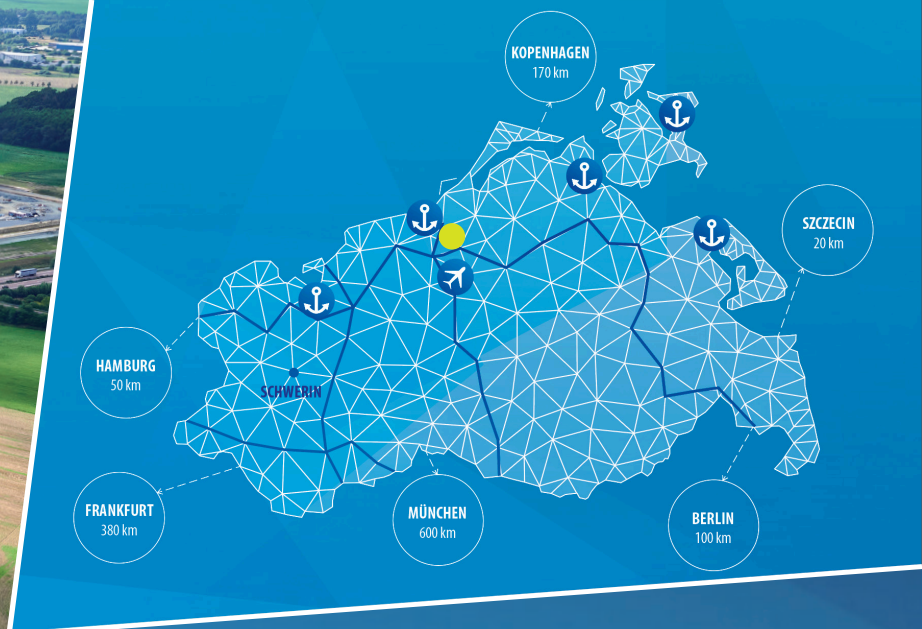 KOPENHAGEN
170 km
SZCZECIN
20 km
HAMBURG
50 km
SCHWERIN
FRANKFURT
380 km
MÜNCHEN
600 km
BERLIN
100 km